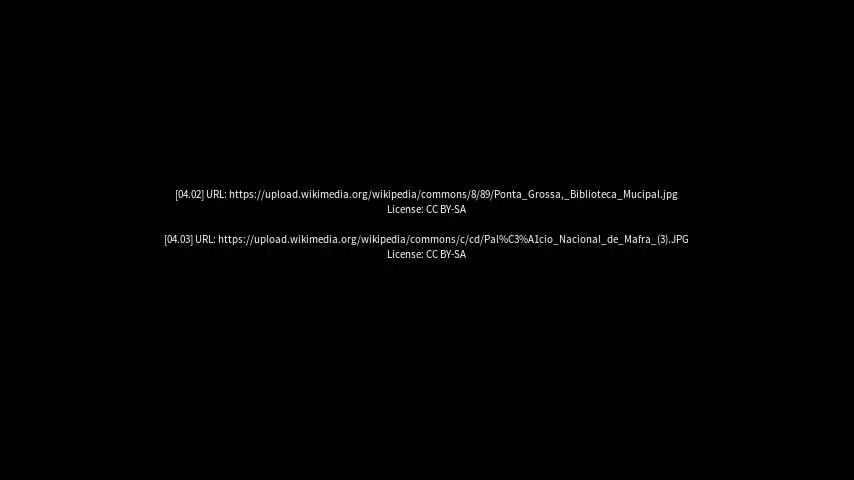 [04.02] URL: https://upload.wikimedia.org/wikipedia/commons/8/89/Ponta_Grossa,_Biblioteca_Mucipal.jpg
License: CC BY-SA
[04.03] URL: https://upload.wikimedia.org/wikipedia/commons/c/cd/Pal%C3%A1cio_Nacional_de_Mafra_(3).JPG
License: CC BY-SA